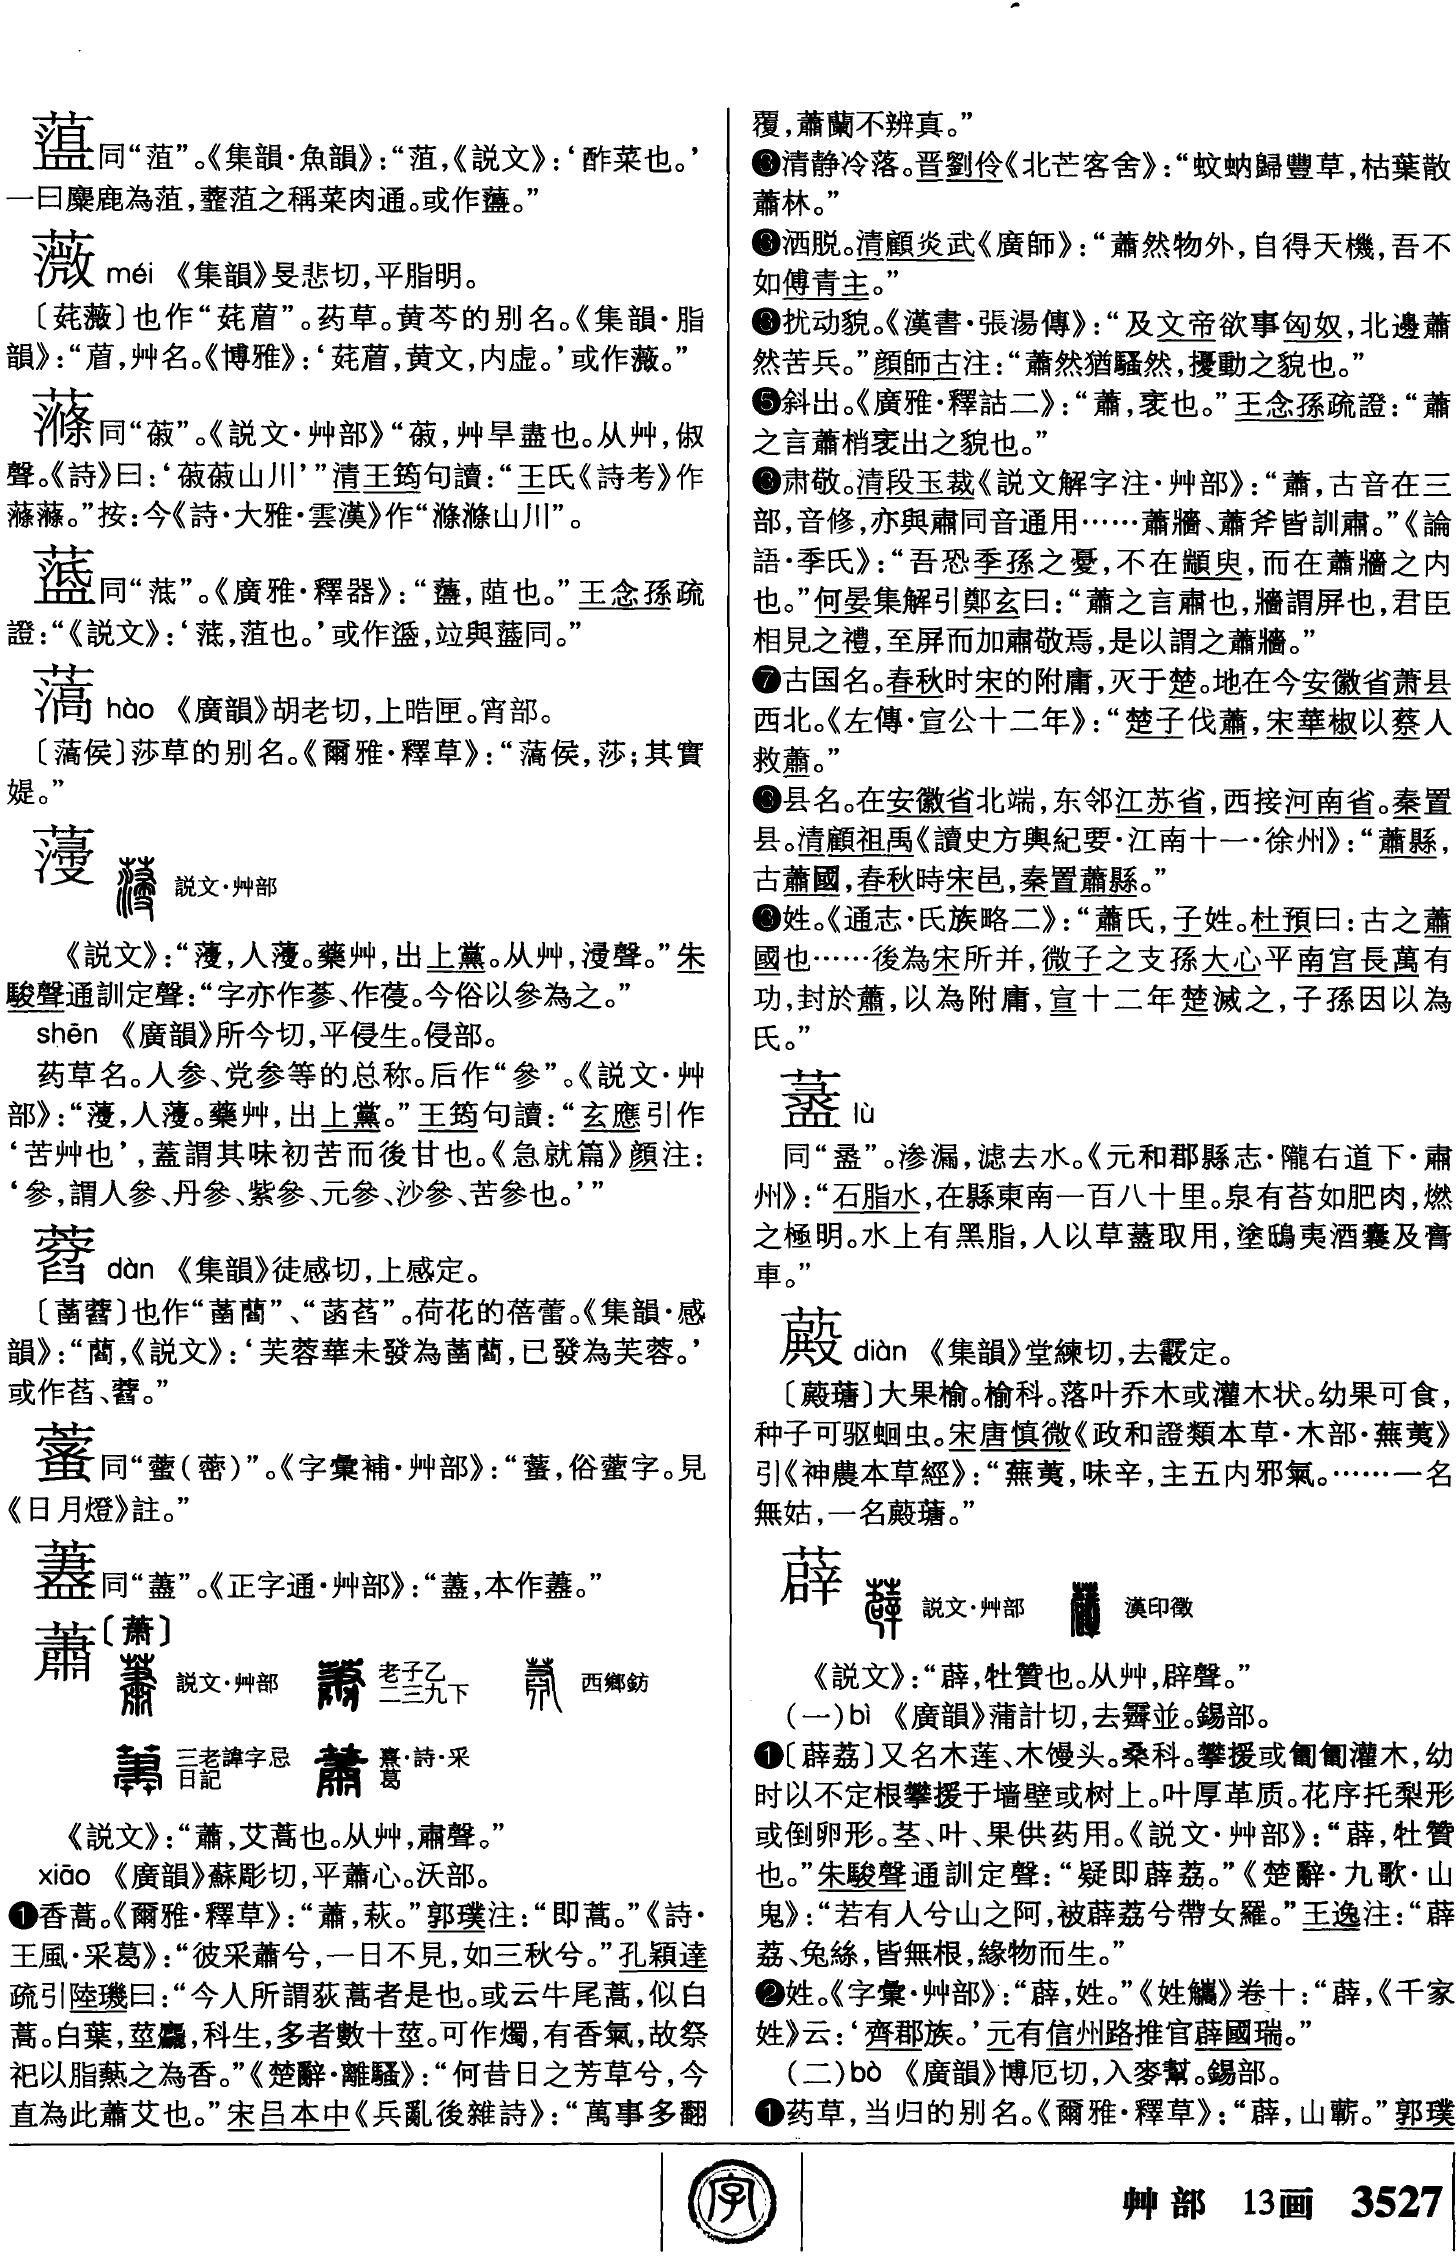 蒀同“菹”。《集韻·魚韻》：“菹，《説文》：‘酢菜也。’
一曰麋鹿為菹，虀菹之稱菜肉通。或作薀。”
薇 méi 《集韻》旻悲切，平脂明。
〔蘤薇〕也作“葿”。药草。黄芩的别名。《集韻·脂
韻》：“葿，艸名。《博雅》：‘葿，黄文，内虚。’或作薇。”
蓧同“蔋”。《説文·艸部》“蔋，艸旱盡也。从艸，俶
聲。《詩》曰：‘蔋蔋山川’”清王筠句讀：“王氏《詩考》作
蓧蓧。”按：今《詩·大雅·雲漢》作“滌滌山川”。
同“菭”。《廣雅·釋器》：“，葅也。”王念孫疏
證：“《説文》：‘，菹也。’或作，竝與同。”
薃 hào 《廣韻》胡老切，上晧匣。宵部。
〔薃侯〕莎草的别名。《爾雅·釋草》：“薃侯，莎；其實
媞。”
薓 説文·艸部
《説文》：“薓，人薓。藥艸，出上黨。从艸，浸聲。”朱
駿聲通訓定聲：“字亦作蔘、作葠。今俗以參為之。”
shēn 《廣韻》所今切，平侵生。侵部。
药草名。人参、党参等的总称。后作“參”。《説文·艸
部》：“薓，人薓。藥艸，出上黨。”王筠句讀：“玄應引作
‘苦艸也’，蓋謂其味初苦而後甘也。《急就篇》顔注：
‘參，謂人參、丹參、紫參、元參、沙參、苦參也。’”
dàn 《集韻》徒感切，上感定。
〔菡〕也作“菡藺”、“菡萏”。荷花的蓓蕾。《集韻·感
韻》：“，《説文》：‘芙蓉華未發為菡，已發為芙蓉。’
或作萏、。”
同“蠠（蔤）”。《字彙補·艸部》：“，俗字。見
《日月燈》註。”
同“蓋”。《正字通·艸部》：“蓋，本作。”
蕭〔萧〕
説文·艸部 老子乙二三九下 西鄉鈁
三老諱字忌日記 熹·詩·采葛
《説文》：“蕭，艾蒿也。从艸，肅聲。”
xiāo 《廣韻》蘇彫切，平蕭心。沃部。
❶香蒿。《爾雅·釋草》：“蕭，萩。”郭璞注：“即蒿。”《詩·
王風·采葛》：“彼采蕭兮，一日不見，如三秋兮。”孔穎達
疏引陸璣曰：“今人所謂荻蒿者是也。或云牛尾蒿，似白
蒿。白葉，莖麤，科生，多者數十莖。可作燭，有香氣，故祭
祀以脂爇之為香。”《楚辭·離騷》：“何昔日之芳草兮，今
直為此蕭艾也。”宋吕本中《兵亂後雜詩》：“萬事多翻
覆，蕭蘭不辨真。”
❷清静冷落。晋劉伶《北芒客舍》：“蚊蚋歸豐草，枯葉散
蕭林。”
❸洒脱。清顧炎武《廣師》：“蕭然物外，自得天機，吾不
如傅青主。”
❹扰动貌。《漢書·張湯傳》：“及文帝欲事匈奴，北邊蕭
然苦兵。”顔師古注：“蕭然猶騷然，擾動之貌也。”
❺斜出。《廣雅·釋詁二》：“蕭，衺也。”王念孫疏證：“蕭
之言蕭梢衺出之貌也。”
❻肃敬。清段玉裁《説文解字注·艸部》：“蕭，古音在三
部，音修，亦與肅同音通用……蕭牆、蕭斧皆訓肅。”《論
語·季氏》：“吾恐季孫之憂，不在顓臾，而在蕭牆之内
也。”何晏集解引鄭玄曰：“蕭之言肅也，牆謂屏也，君臣
相見之禮，至屏而加肅敬焉，是以謂之蕭牆。”
❼古国名。春秋时宋的附庸，灭于楚。地在今安徽省萧县
西北。《左傳·宣公十二年》：“楚子伐蕭，宋華椒以蔡人
救蕭。”
❽县名。在安徽省北端，东邻江苏省，西接河南省。秦置
县。清顧祖禹《讀史方輿紀要·江南十一·徐州》：“蕭縣，
古蕭國，春秋時宋邑，秦置蕭縣。”
❾姓。《通志·氏族略二》：“蕭氏，子姓。杜預曰：古之蕭
國也……後為宋所并，微子之支孫大心平南宫長萬有
功，封於蕭，以為附庸，宣十二年楚滅之，子孫因以為
氏。”
lù
同“盝”。渗漏，滤去水。《元和郡縣志·隴右道下·肅
州》：“石脂水，在縣東南一百八十里。泉有苔如肥肉，燃
之極明。水上有黑脂，人以草取用，塗鴟夷酒囊及膏
車。”
蕿 diàn 《集韻》堂練切，去霰定。
〔䕬〕大果榆。榆科。落叶乔木或灌木状。幼果可食，
种子可驱蛔虫。宋唐慎微《政和證類本草·木部·蕪荑》
引《神農本草經》：“蕪荑，味辛，主五内邪氣。……一名
無姑，一名䕋蓎。”
薜 説文·艸部 漢印徵
《説文》：“薜，牡贊也。从艸，辟聲。”
（一）bì 《廣韻》蒲計切，去霽並。錫部。
❶〔薜荔〕又名木莲、木馒头。桑科。攀援或匍匐灌木，幼
时以不定根攀援于墙壁或树上。叶厚革质。花序托梨形
或倒卵形。茎、叶、果供药用。《説文·艸部》：“薜，牡贊
也。”朱駿聲通訓定聲：“疑即薜荔。”《楚辭·九歌·山
鬼》：“若有人兮山之阿，被薜荔兮帶女羅。”王逸注：“薜
荔、兔絲，皆無根，緣物而生。”
❷姓。《字彙·艸部》：“薜，姓。”《姓觿》卷十：“薜，《千家
姓》云：‘齊郡族。’元有信州路推官薜國瑞。”
（二）bò 《廣韻》博厄切，入麥幫。錫部。
❶药草，当归的别名。《爾雅·釋草》：“薜，山蘄。”郭璞
字
艸部 13画 3527